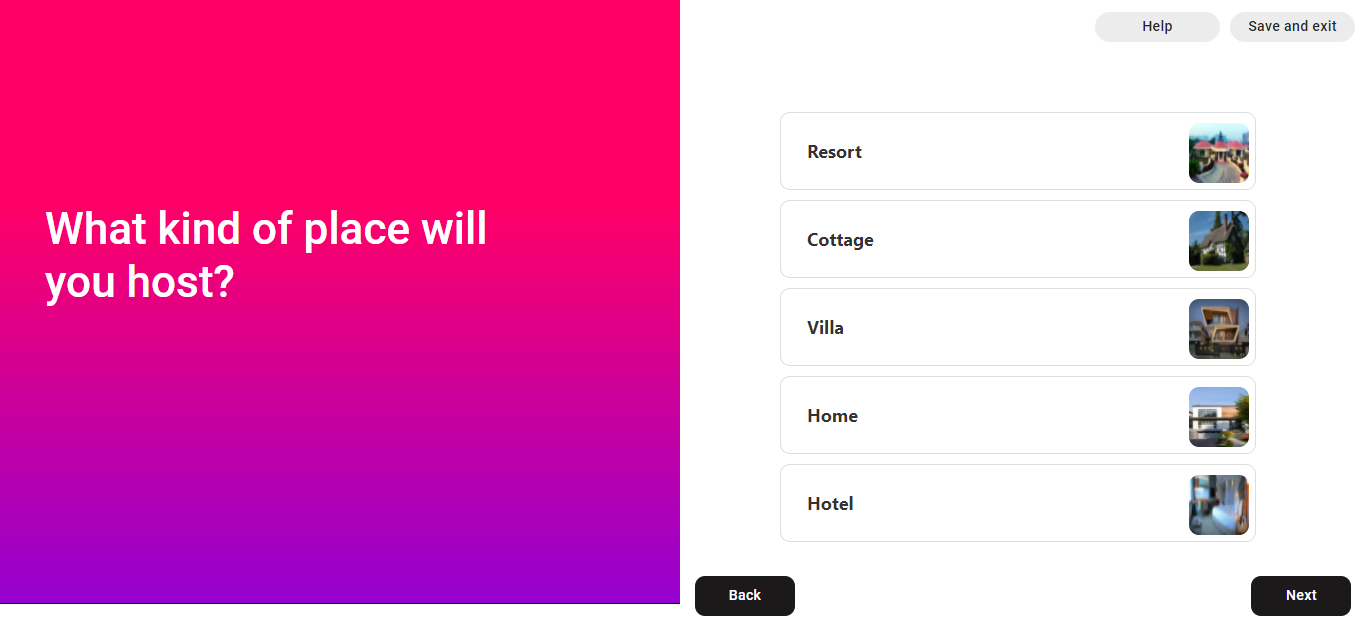 Help
Save and exit
What kind of place will
you host?
Resort
Cottage
Villa
Home
Hotel
Back
Next